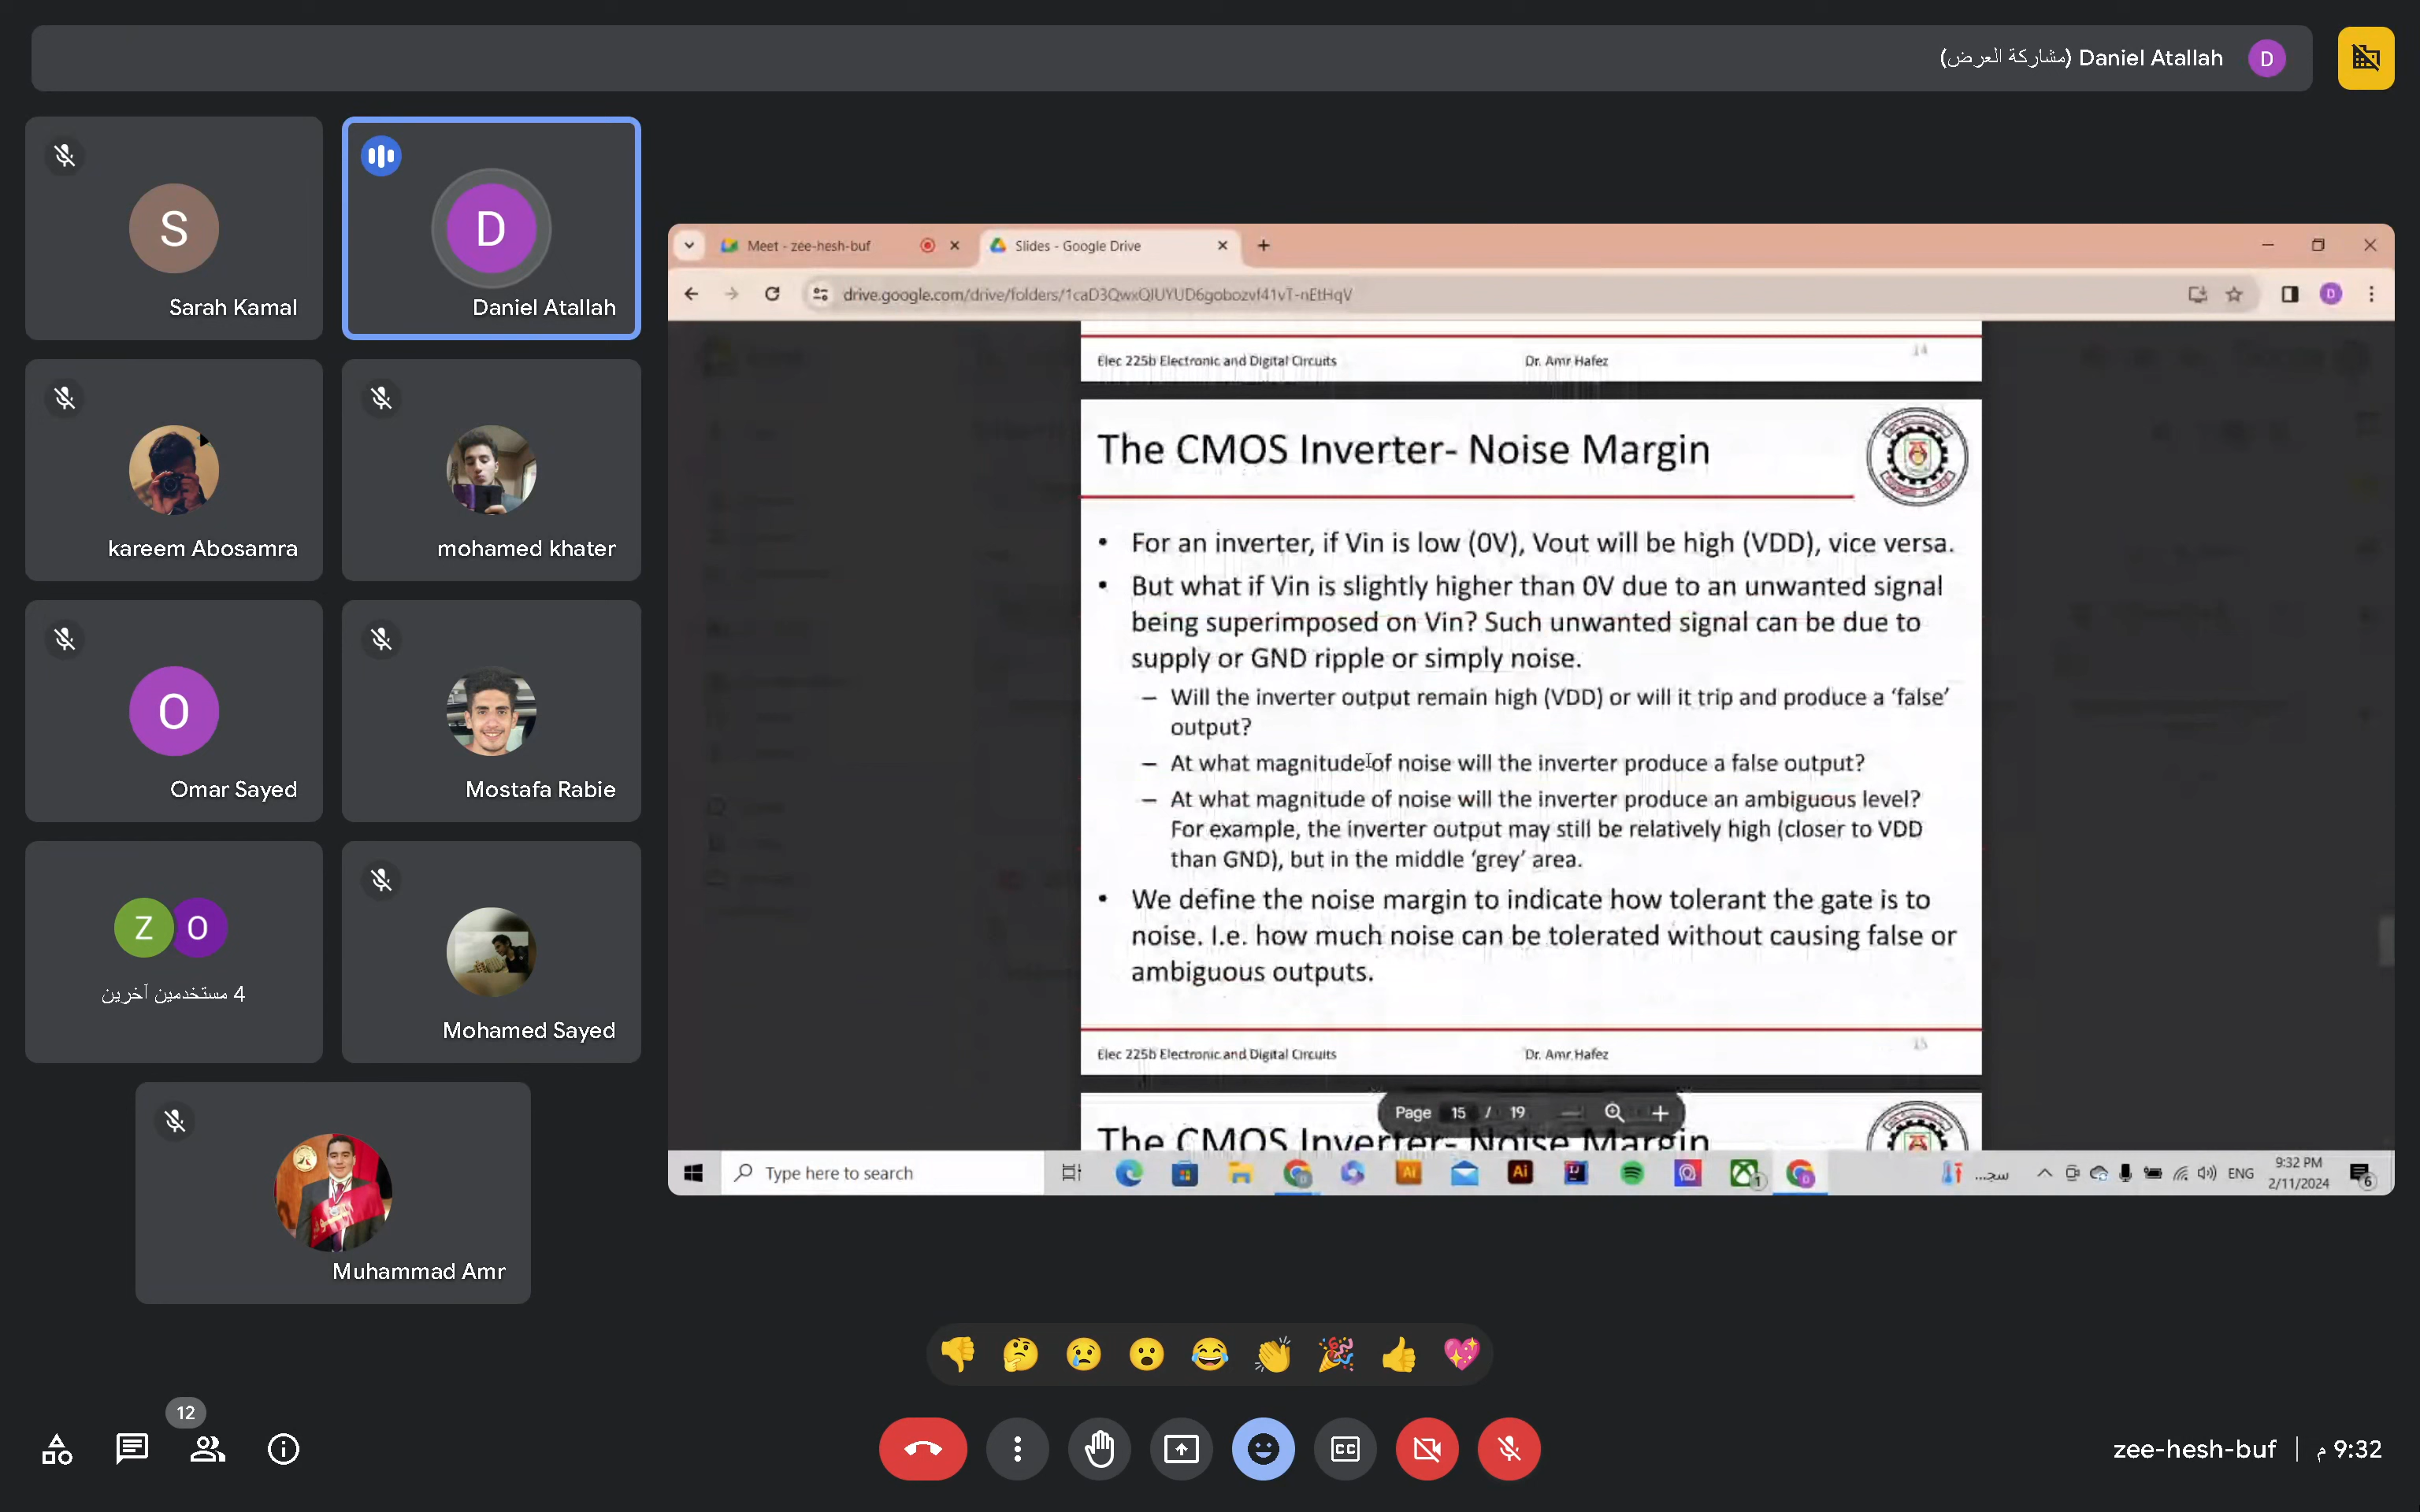 Daniel Atallah (مشاركة العرض)
D
S
Sarah Kamal
D
Daniel Atallah
kareem Abosamra
mohamed khater
O
Omar Sayed
Mostafa Rabie
Z O
4 مستخدمين آخرين
Mohamed Sayed
Muhammad Amr
Meet - zee-hesh-buf
Slides - Google Drive
drive.google.com/drive/folders/1caD3QwxQIUYUD6gobozvf41vT-nEtHqV
D
Elec 225b Electronic and Digital Circuits Dr. Amr Hafez 14
The CMOS Inverter- Noise Margin
• For an inverter, if Vin is low (0V), Vout will be high (VDD), vice versa.
• But what if Vin is slightly higher than 0V due to an unwanted signal
being superimposed on Vin? Such unwanted signal can be due to
supply or GND ripple or simply noise.
– Will the inverter output remain high (VDD) or will it trip and produce a ‘false’
output?
– At what magnitude of noise will the inverter produce a false output?
– At what magnitude of noise will the inverter produce an ambiguous level?
For example, the inverter output may still be relatively high (closer to VDD
than GND), but in the middle ‘grey’ area.
• We define the noise margin to indicate how tolerant the gate is to
noise. I.e. how much noise can be tolerated without causing false or
ambiguous outputs.
Elec 225b Electronic and Digital Circuits Dr. Amr Hafez 15
Page 15 / 19
The CMOS Inverter- Noise Margin
Type here to search
Ai
Ai
IJ
1
سجـ...
ENG
9:32 PM
2/11/2024
6
12
CC
zee-hesh-buf | 9:32 م